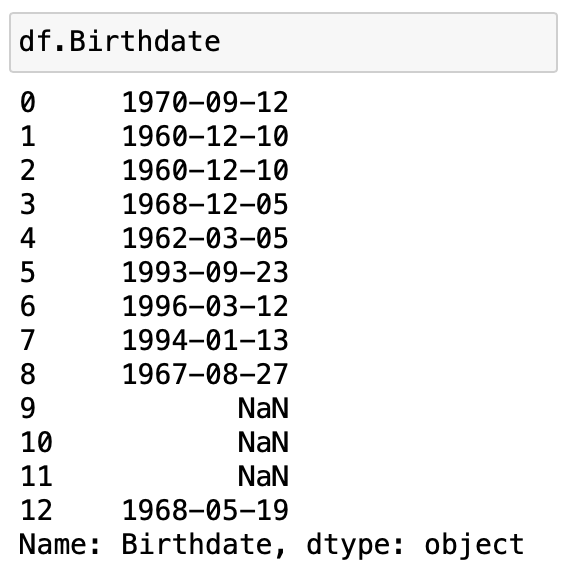 df.Birthdate
0 1970-09-12
1 1960-12-10
2 1960-12-10
3 1968-12-05
4 1962-03-05
5 1993-09-23
6 1996-03-12
7 1994-01-13
8 1967-08-27
9 NaN
10 NaN
11 NaN
12 1968-05-19
Name: Birthdate, dtype: object